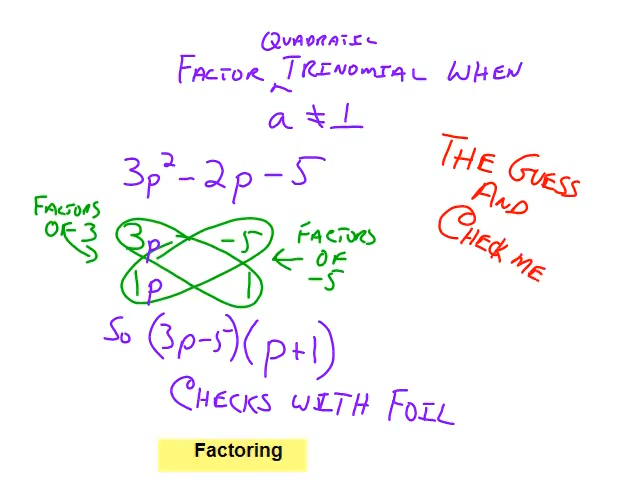 QUADRATIC
FACTOR ^ TRINOMIAL WHEN
a ≠ 1
3p² - 2p - 5
THE GUESS
AND
CHECK ME
FACTORS
OF 3
3p -5
1p 1
FACTORS
OF
-5
So (3p-5)(p+1)
CHECKS WITH FOIL
Factoring